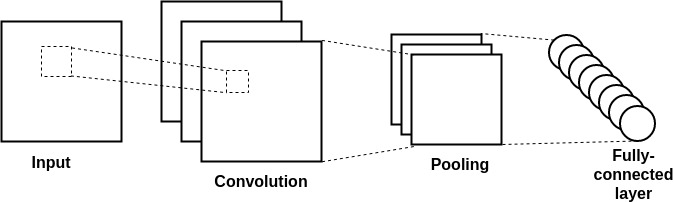 Input
Convolution
Pooling
Fully-
connected
layer